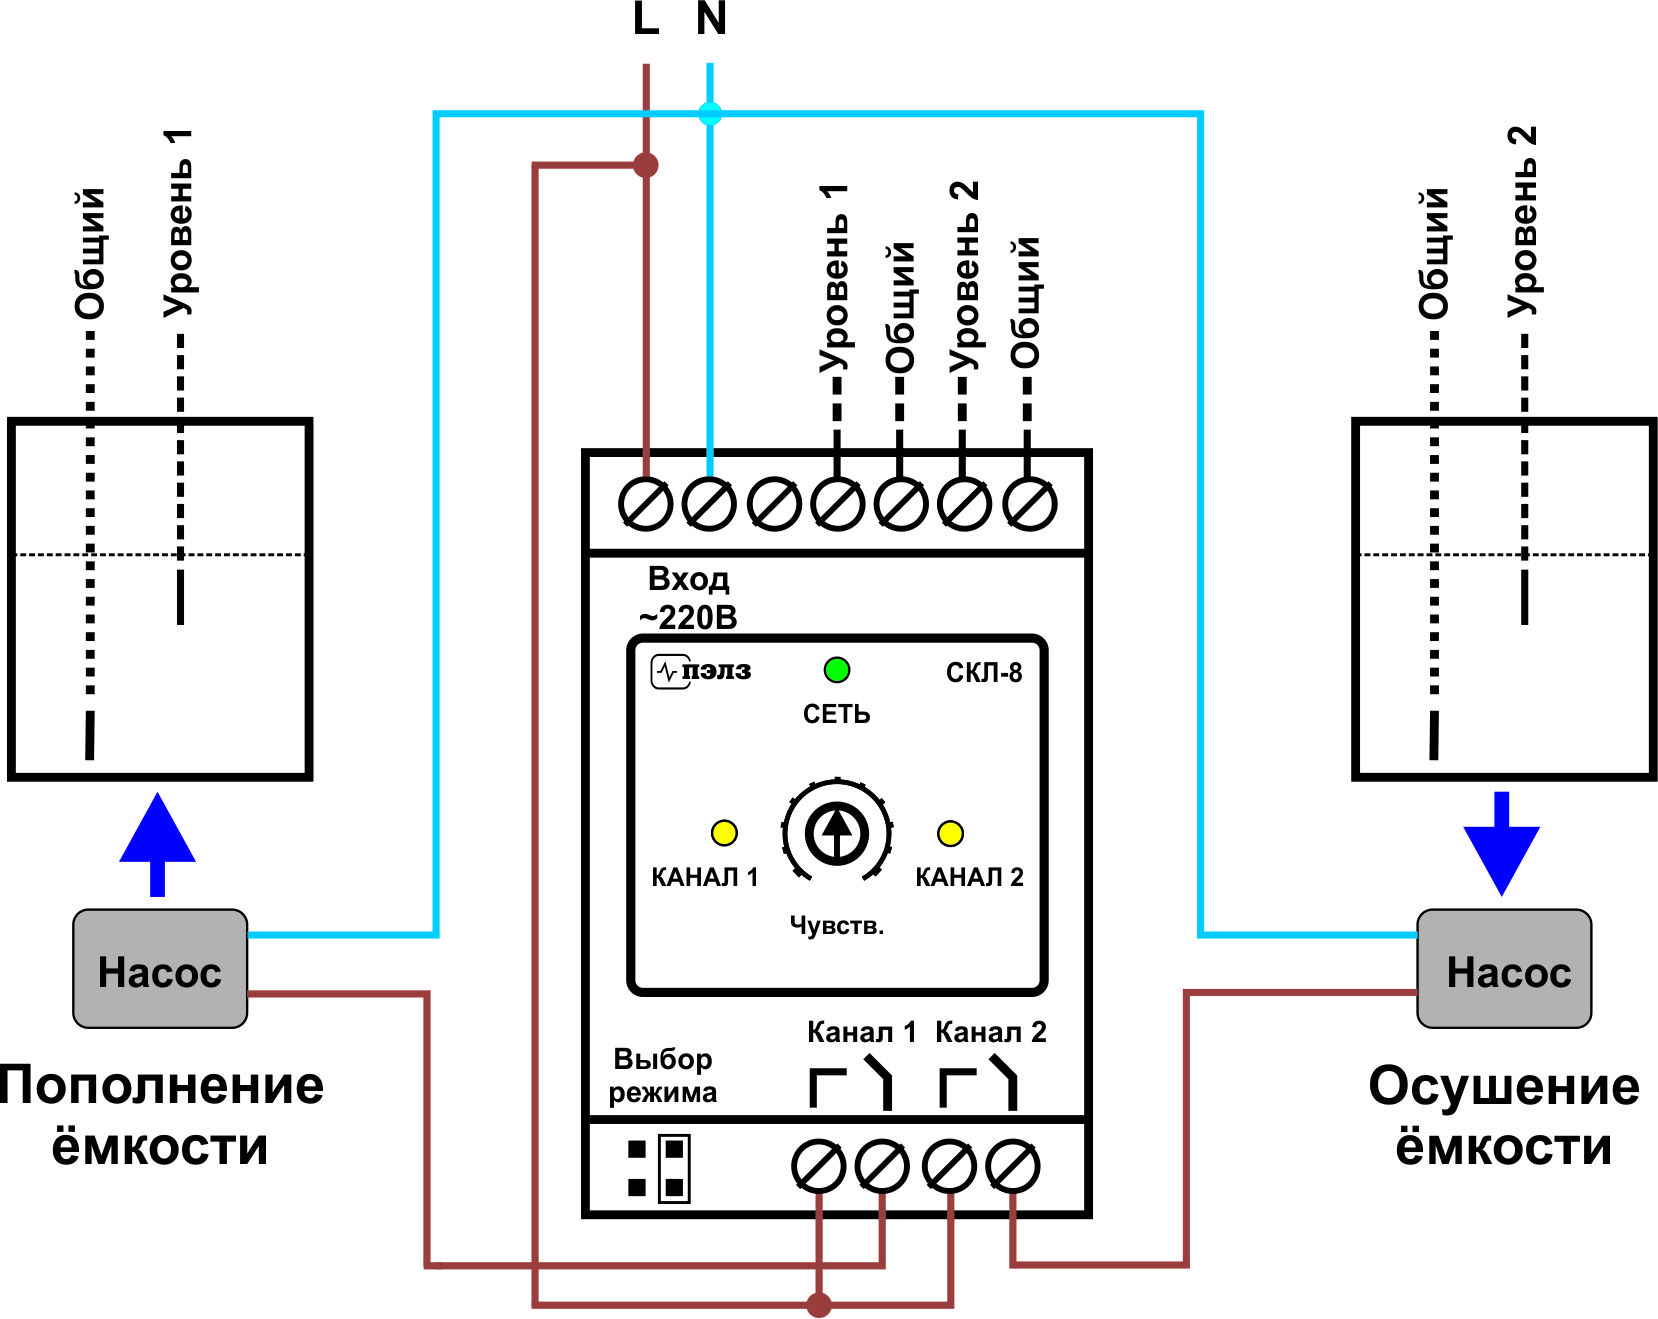 L N
Общий
Уровень 1
Уровень 1
Общий
Уровень 2
Общий
Общий
Уровень 2
Вход
~220В
пэлз
СКЛ-8
СЕТЬ
КАНАЛ 1
КАНАЛ 2
Чувств.
Насос
Насос
Канал 1 Канал 2
Выбор
режима
Пополнение
ёмкости
Осушение
ёмкости